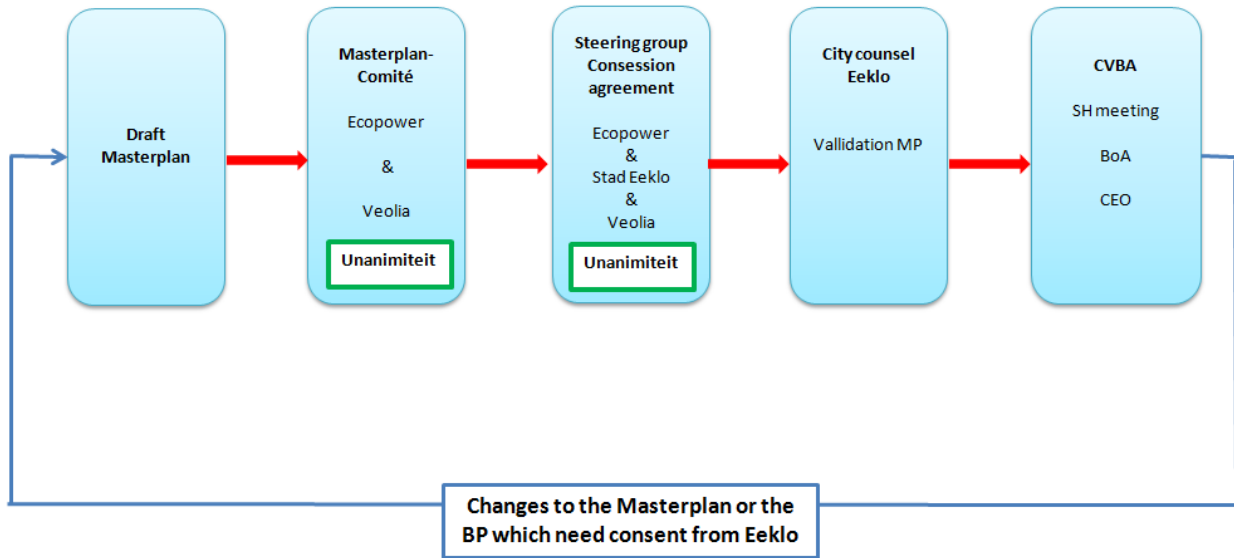 Draft
Masterplan
Masterplan-
Comité
Ecopower
&
Veolia
Unanimiteit
Steering group
Consession
agreement
Ecopower
&
Stad Eeklo
&
Veolia
Unanimiteit
City counsel
Eeklo
Vallidation MP
CVBA
SH meeting
BoA
CEO
Changes to the Masterplan or the
BP which need consent from Eeklo